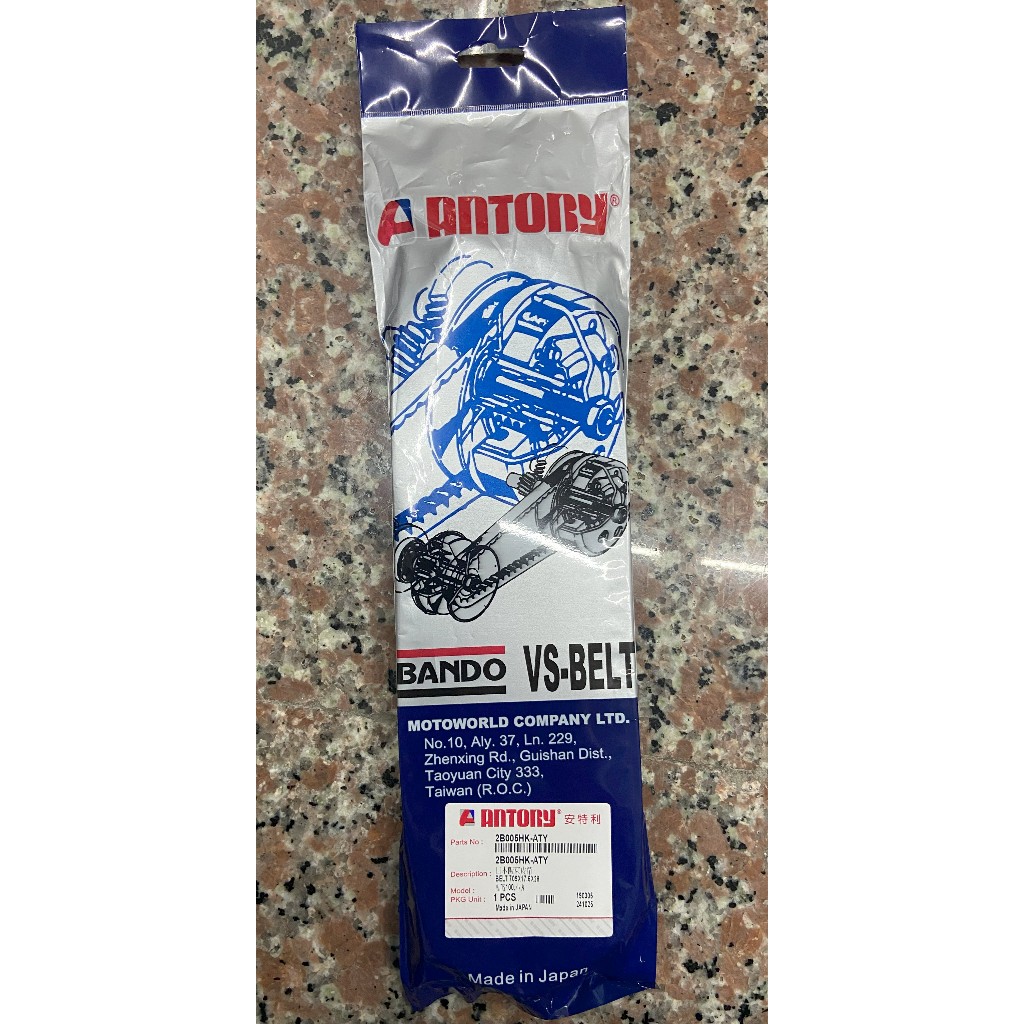 ANTORY®
BANDO VS-BELT
MOTOWORLD COMPANY LTD.
No.10, Aly. 37, Ln. 229,
Zhenxing Rd., Guishan Dist.,
Taoyuan City 333,
Taiwan (R.O.C.)
ANTORY® 安特利
Parts No : 2B005HK-ATY
2B005HK-ATY
Description :
BELT
Model :
PKG Unit : 1 PCS
Made in JAPAN 241025
Made in Japan